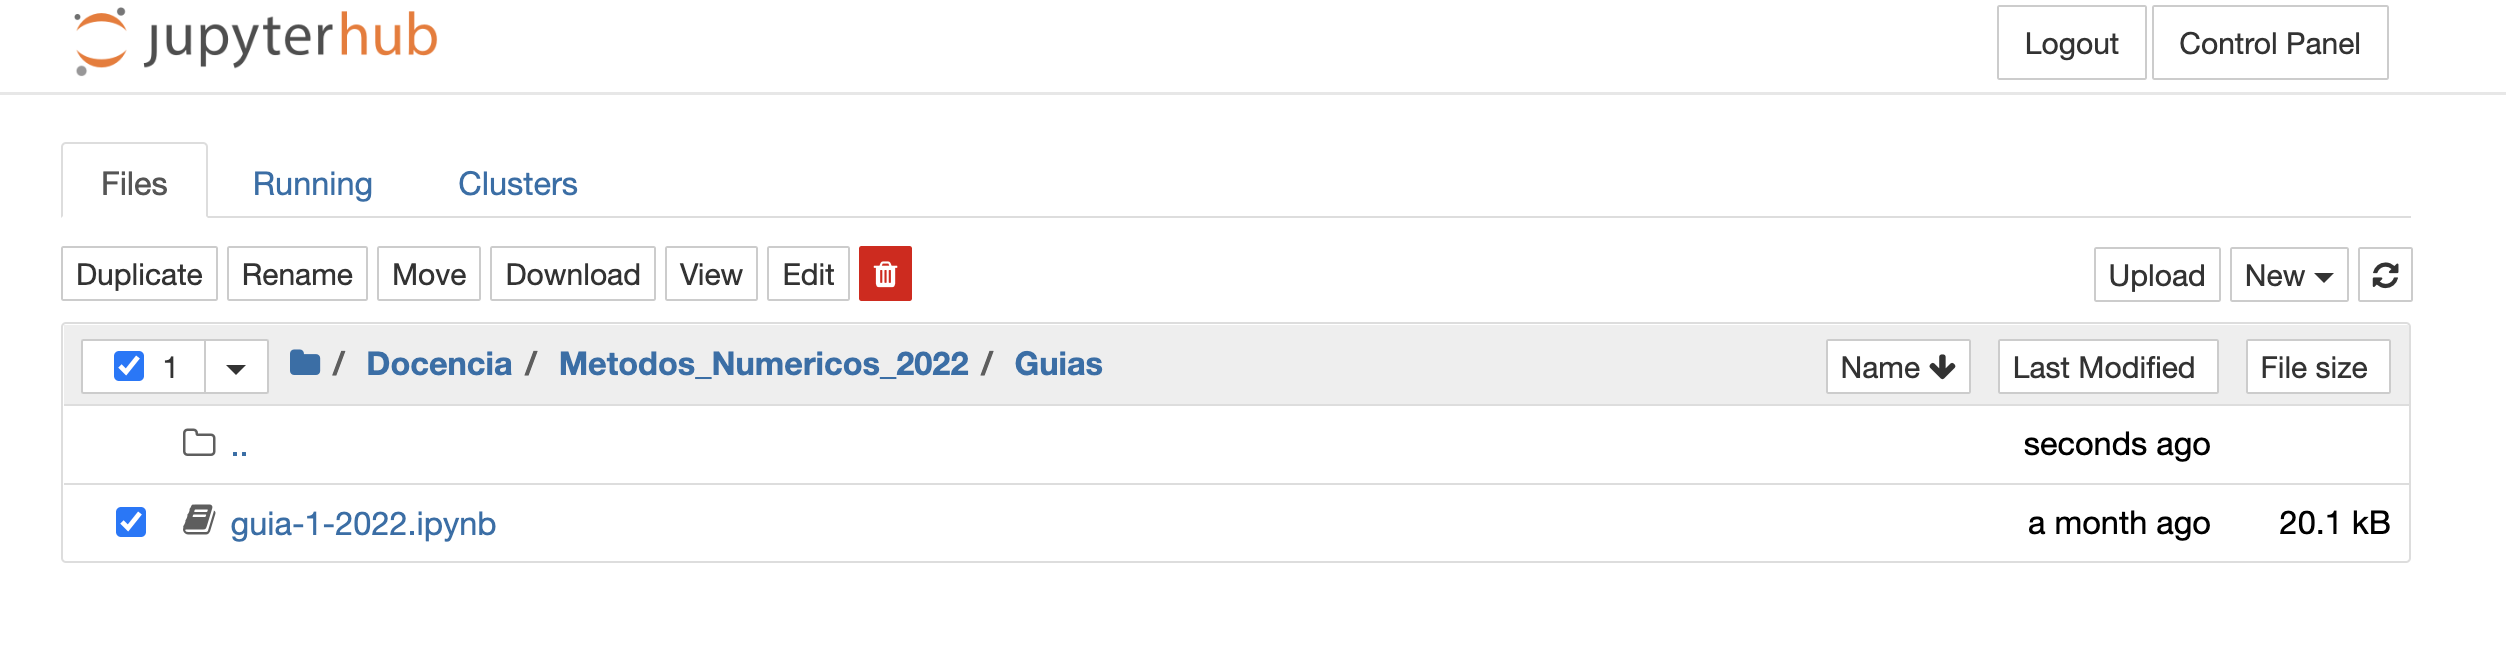 jupyterhub Logout Control Panel
Files Running Clusters
Duplicate Rename Move Download View Edit Upload New
1 / Docencia / Metodos_Numericos_2022 / Guias Name Last Modified File size
.. seconds ago
guia-1-2022.ipynb a month ago 20.1 kB